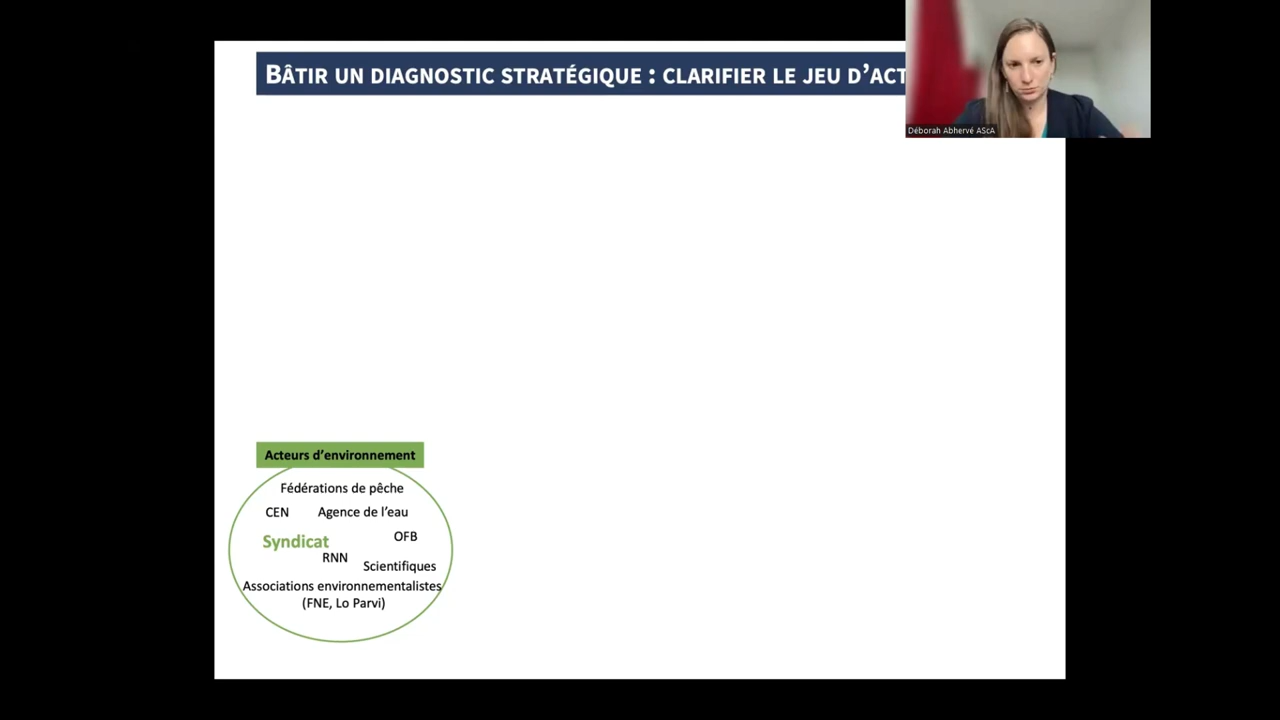 BÂTIR UN DIAGNOSTIC STRATÉGIQUE : CLARIFIER LE JEU D’ACT
Déborah Abhervé AScA
Acteurs d’environnement
Fédérations de pêche
CEN Agence de l’eau
OFB
Syndicat
RNN
Scientifiques
Associations environnementalistes
(FNE, Lo Parvi)